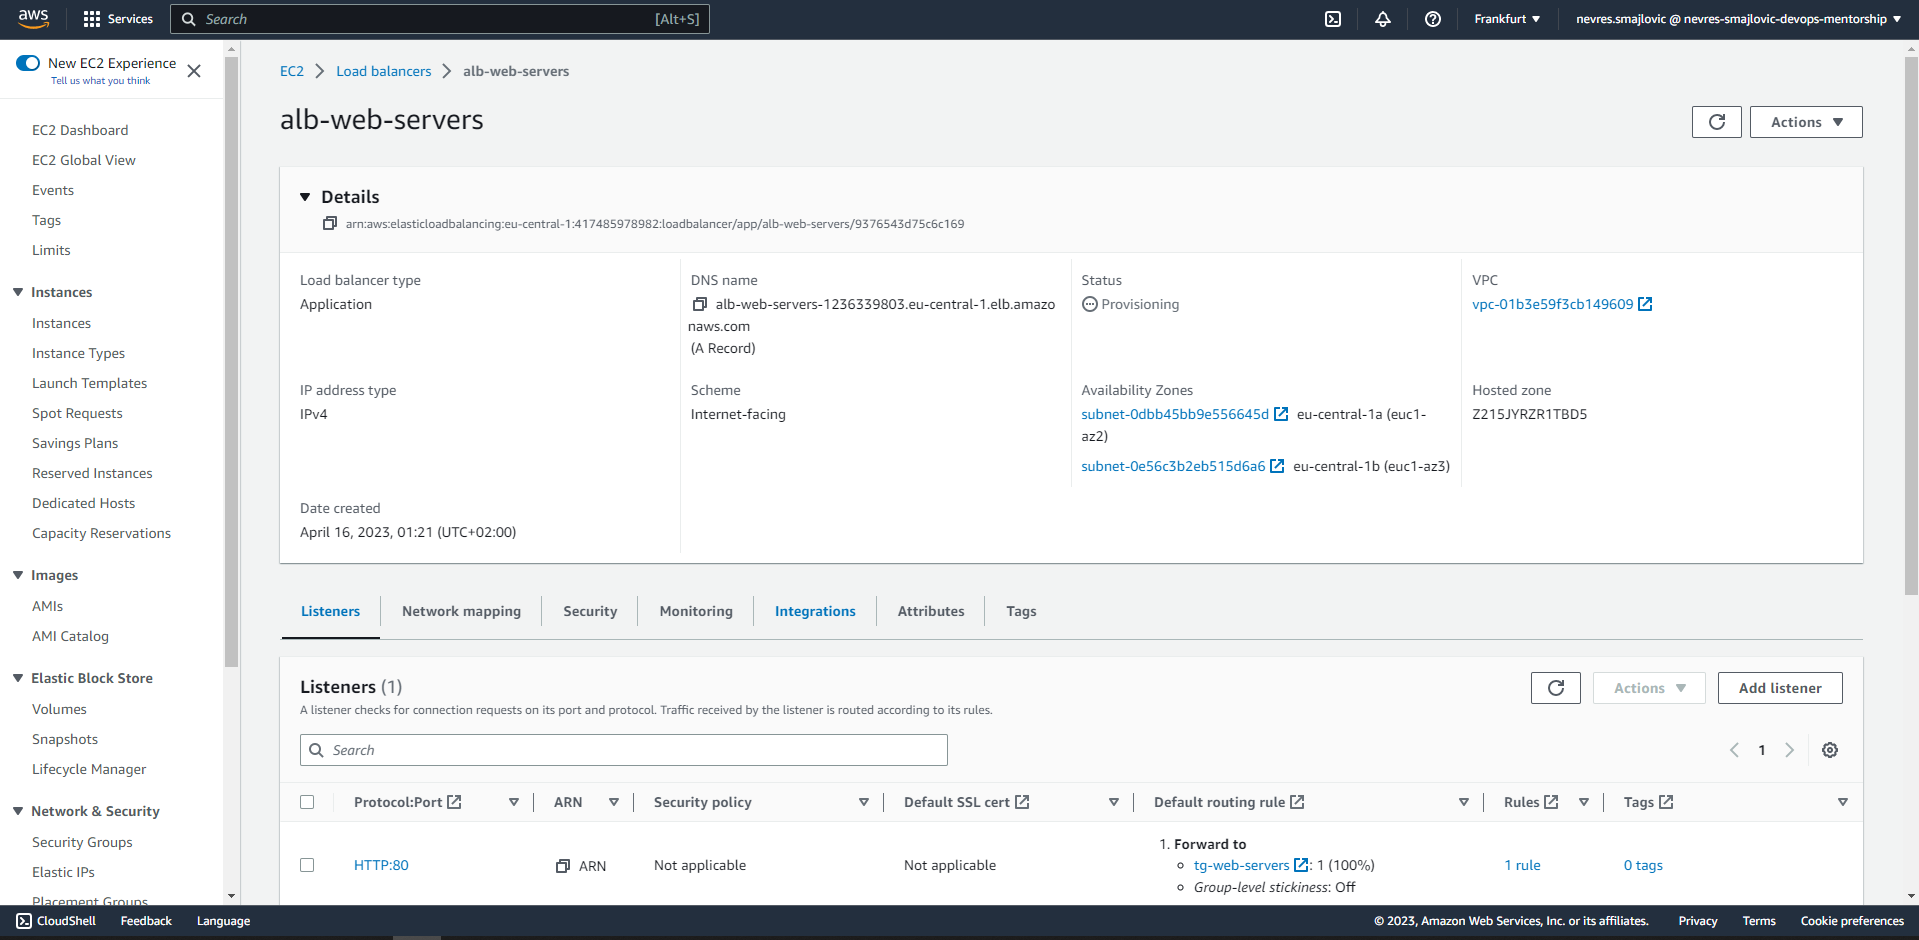 aws
Services
Search
[Alt+S]
Frankfurt
nevres.smajlovic @ nevres-smajlovic-devops-mentorship
New EC2 Experience
Tell us what you think
EC2 Dashboard
EC2 Global View
Events
Tags
Limits
Instances
Instances
Instance Types
Launch Templates
Spot Requests
Savings Plans
Reserved Instances
Dedicated Hosts
Capacity Reservations
Images
AMIs
AMI Catalog
Elastic Block Store
Volumes
Snapshots
Lifecycle Manager
Network & Security
Security Groups
Elastic IPs
Placement Groups
EC2 > Load balancers > alb-web-servers
alb-web-servers
Actions
Details
arn:aws:elasticloadbalancing:eu-central-1:417485978982:loadbalancer/app/alb-web-servers/9376543d75c6c169
Load balancer type
Application
DNS name
alb-web-servers-1236339803.eu-central-1.elb.amazo
naws.com
(A Record)
Status
Provisioning
VPC
vpc-01b3e59f3cb149609
IP address type
IPv4
Scheme
Internet-facing
Availability Zones
subnet-0dbb45bb9e556645d eu-central-1a (euc1-
az2)
subnet-0e56c3b2eb515d6a6 eu-central-1b (euc1-az3)
Hosted zone
Z215JYRZR1TBD5
Date created
April 16, 2023, 01:21 (UTC+02:00)
Listeners
Network mapping
Security
Monitoring
Integrations
Attributes
Tags
Listeners (1)
A listener checks for connection requests on its port and protocol. Traffic received by the listener is routed according to its rules.
Actions
Add listener
Search
1
Protocol:Port
ARN
Security policy
Default SSL cert
Default routing rule
Rules
Tags
HTTP:80
ARN
Not applicable
Not applicable
1. Forward to
tg-web-servers : 1 (100%)
Group-level stickiness: Off
1 rule
0 tags
CloudShell
Feedback
Language
© 2023, Amazon Web Services, Inc. or its affiliates.
Privacy
Terms
Cookie preferences